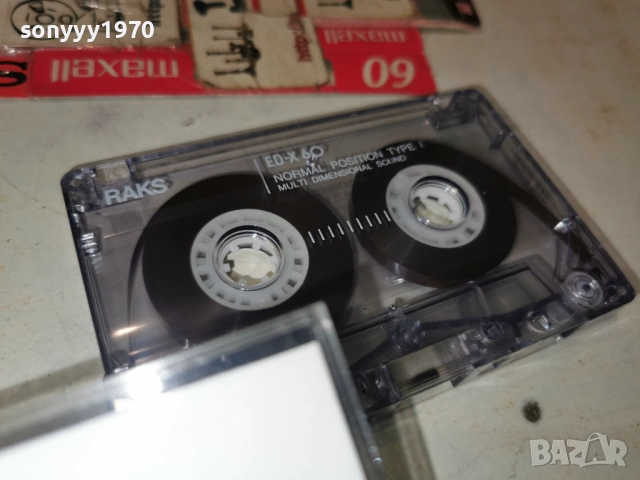 sonyyy1970
maxell
60
RAKS
ED-X 60
NORMAL POSITION TYPE I
MULTI DIMENSIONAL SOUND
BAZAR
bg